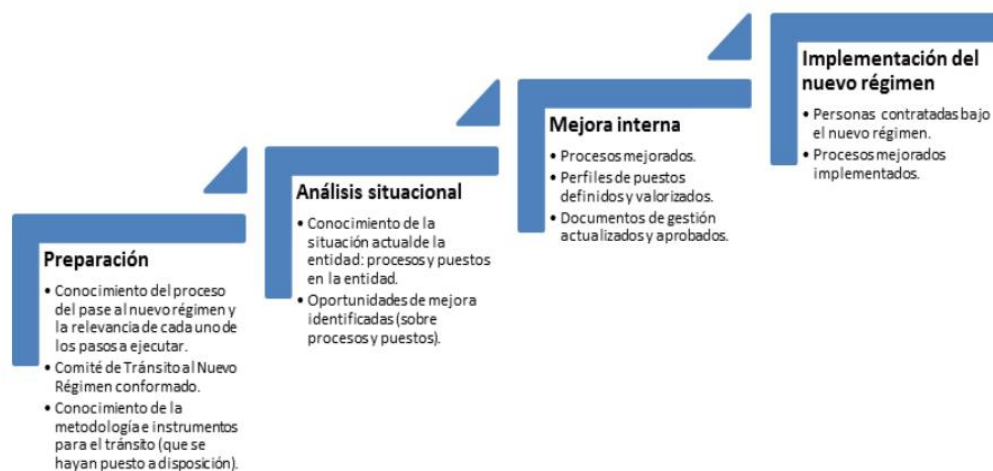 Preparación
• Conocimiento del proceso
del pase al nuevo régimen y
la relevancia de cada uno de
los pasos a ejecutar.
• Comité de Tránsito al Nuevo
Régimen conformado.
• Conocimiento de la
metodología e instrumentos
para el tránsito (que se
hayan puesto a disposición).
Análisis situacional
• Conocimiento de la
situación actual de la
entidad: procesos y puestos
en la entidad.
• Oportunidades de mejora
identificadas (sobre
procesos y puestos).
Mejora interna
• Procesos mejorados.
• Perfiles de puestos
definidos y valorizados.
• Documentos de gestión
actualizados y aprobados.
Implementación del
nuevo régimen
• Personas contratadas bajo
el nuevo régimen.
• Procesos mejorados
implementados.